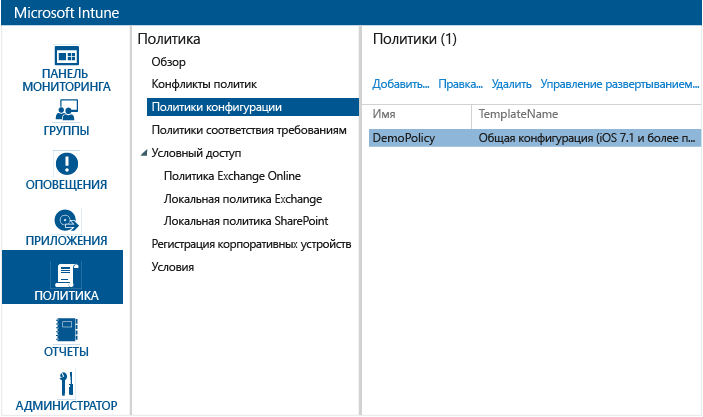 Microsoft Intune
ПАНЕЛЬ
МОНИТОРИНГА
ГРУППЫ
ОПОВЕЩЕНИЯ
ПРИЛОЖЕНИЯ
ПОЛИТИКА
ОТЧЕТЫ
АДМИНИСТРАТОР
Политика
Обзор
Конфликты политик
Политики конфигурации
Политики соответствия требованиям
Условный доступ
Политика Exchange Online
Локальная политика Exchange
Локальная политика SharePoint
Регистрация корпоративных устройств
Условия
Политики (1)
Добавить... Правка... Удалить Управление развертыванием...
Имя TemplateName
DemoPolicy Общая конфигурация (iOS 7.1 и более п...